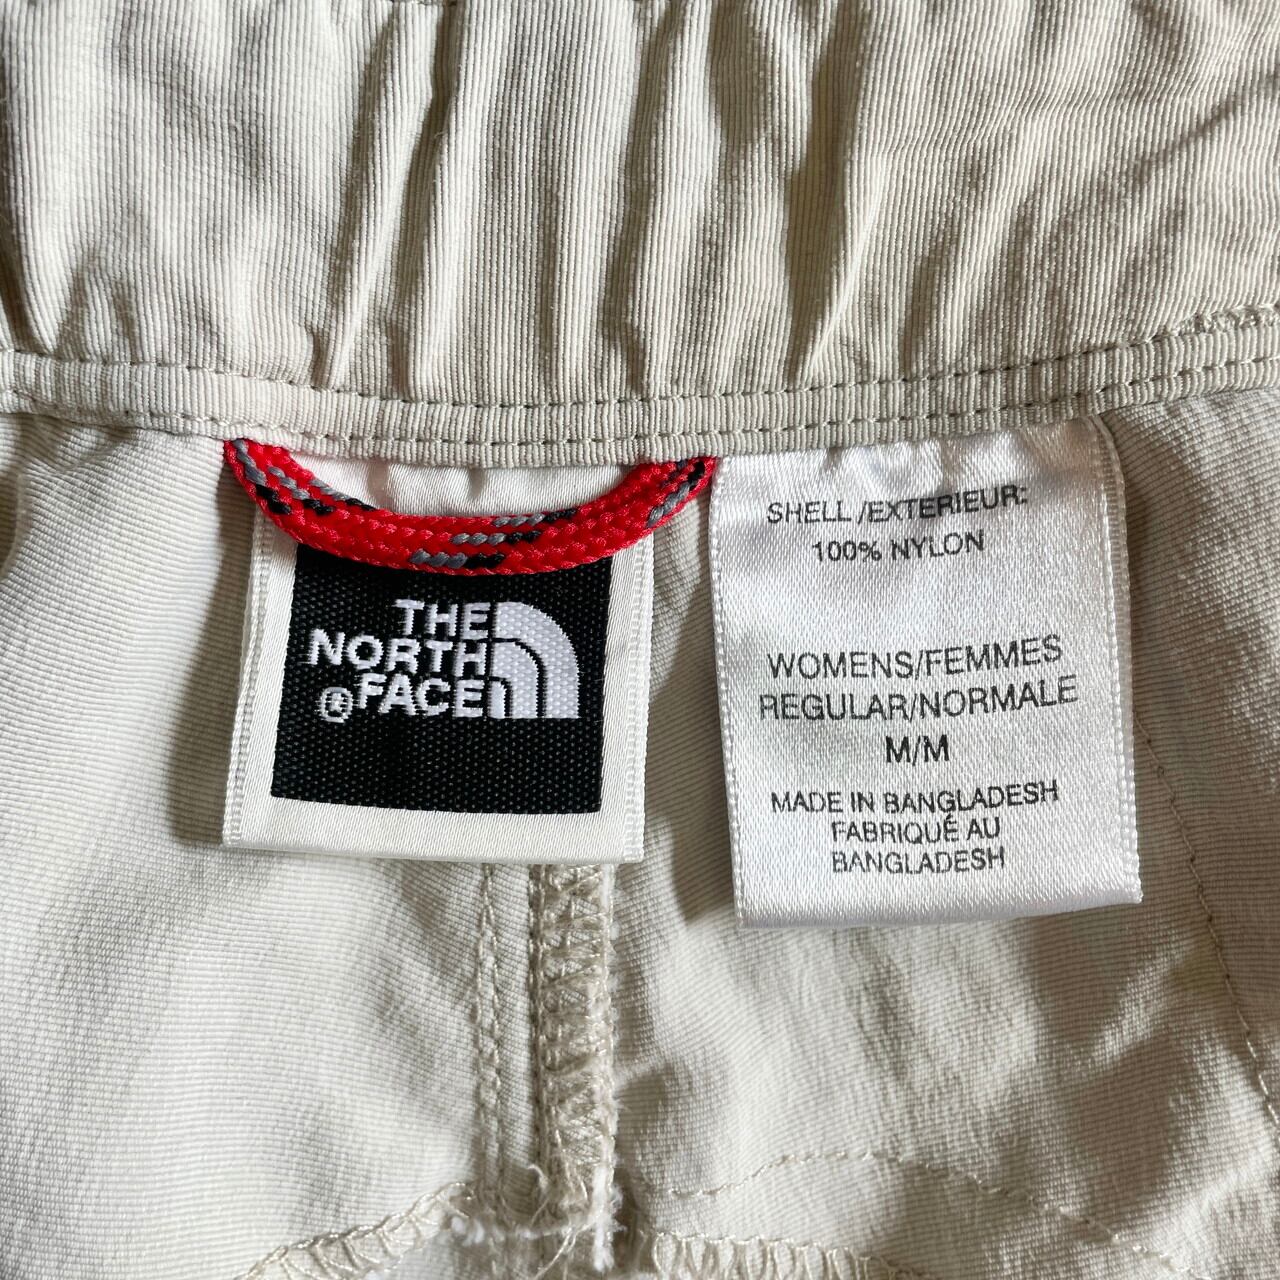 THE
NORTH
®FACE
SHELL/EXTERIEUR:
100% NYLON
WOMENS/FEMMES
REGULAR/NORMALE
M/M
MADE IN BANGLADESH
FABRIQUÉ AU
BANGLADESH